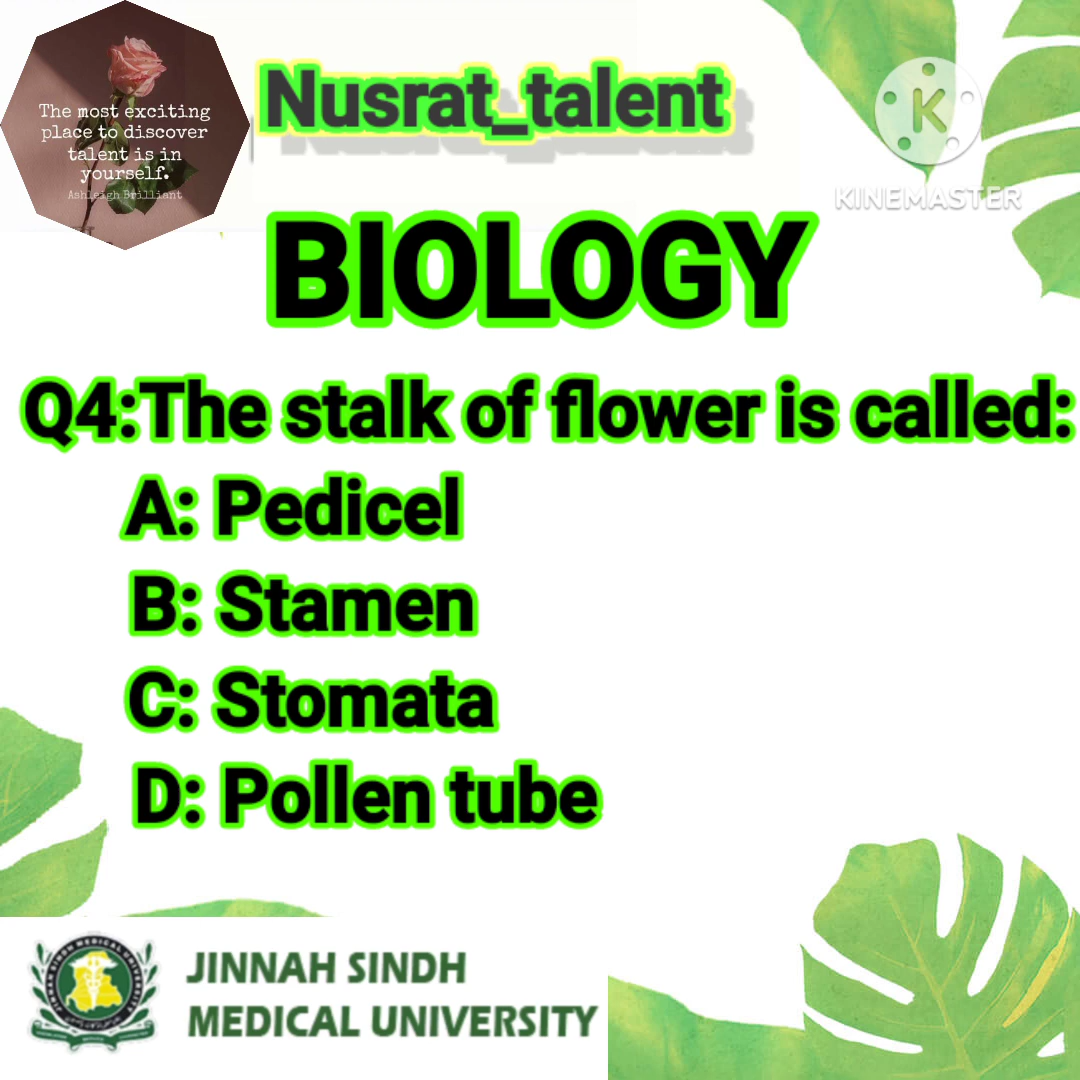 The most exciting
place to discover
talent is in
yourself.
Ashleigh Brilliant
Nusrat_talent
KINEMASTER
BIOLOGY
Q4:The stalk of flower is called:
A: Pedicel
B: Stamen
C: Stomata
D: Pollen tube
JINNAH SINDH
MEDICAL UNIVERSITY